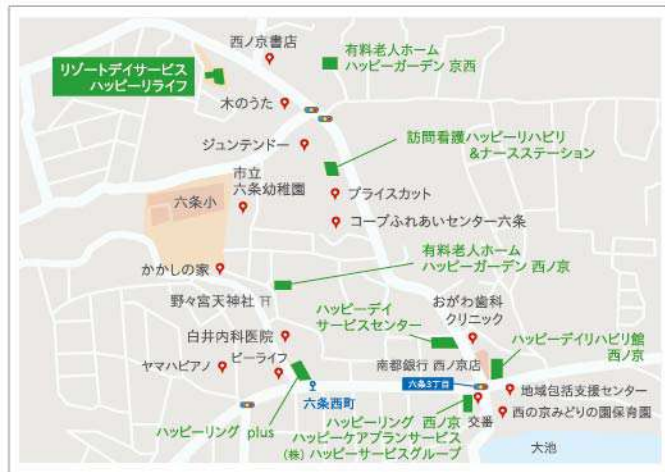 西ノ京書店
有料老人ホーム
ハッピーガーデン 京西
リゾートデイサービス
ハッピーリライフ
木のうた
ジュンテンドー
訪問看護ハッピーリハビリ
&ナースステーション
市立
六条幼稚園
六条小
プライスカット
コープふれあいセンター六条
かかしの家
有料老人ホーム
ハッピーガーデン 西ノ京
野々宮天神社
ハッピーデイ
サービスセンター
おがわ歯科
クリニック
白井内科医院
ハッピーデイリハビリ館
西ノ京
南都銀行 西ノ京店
ヤマハピアノ
ビーライフ
六条3丁目
地域包括支援センター
六条西町
ハッピーリング plus
ハッピーリング 西ノ京
ハッピーケアプランサービス
(株) ハッピーサービスグループ
交番
西の京みどりの園保育園
大池